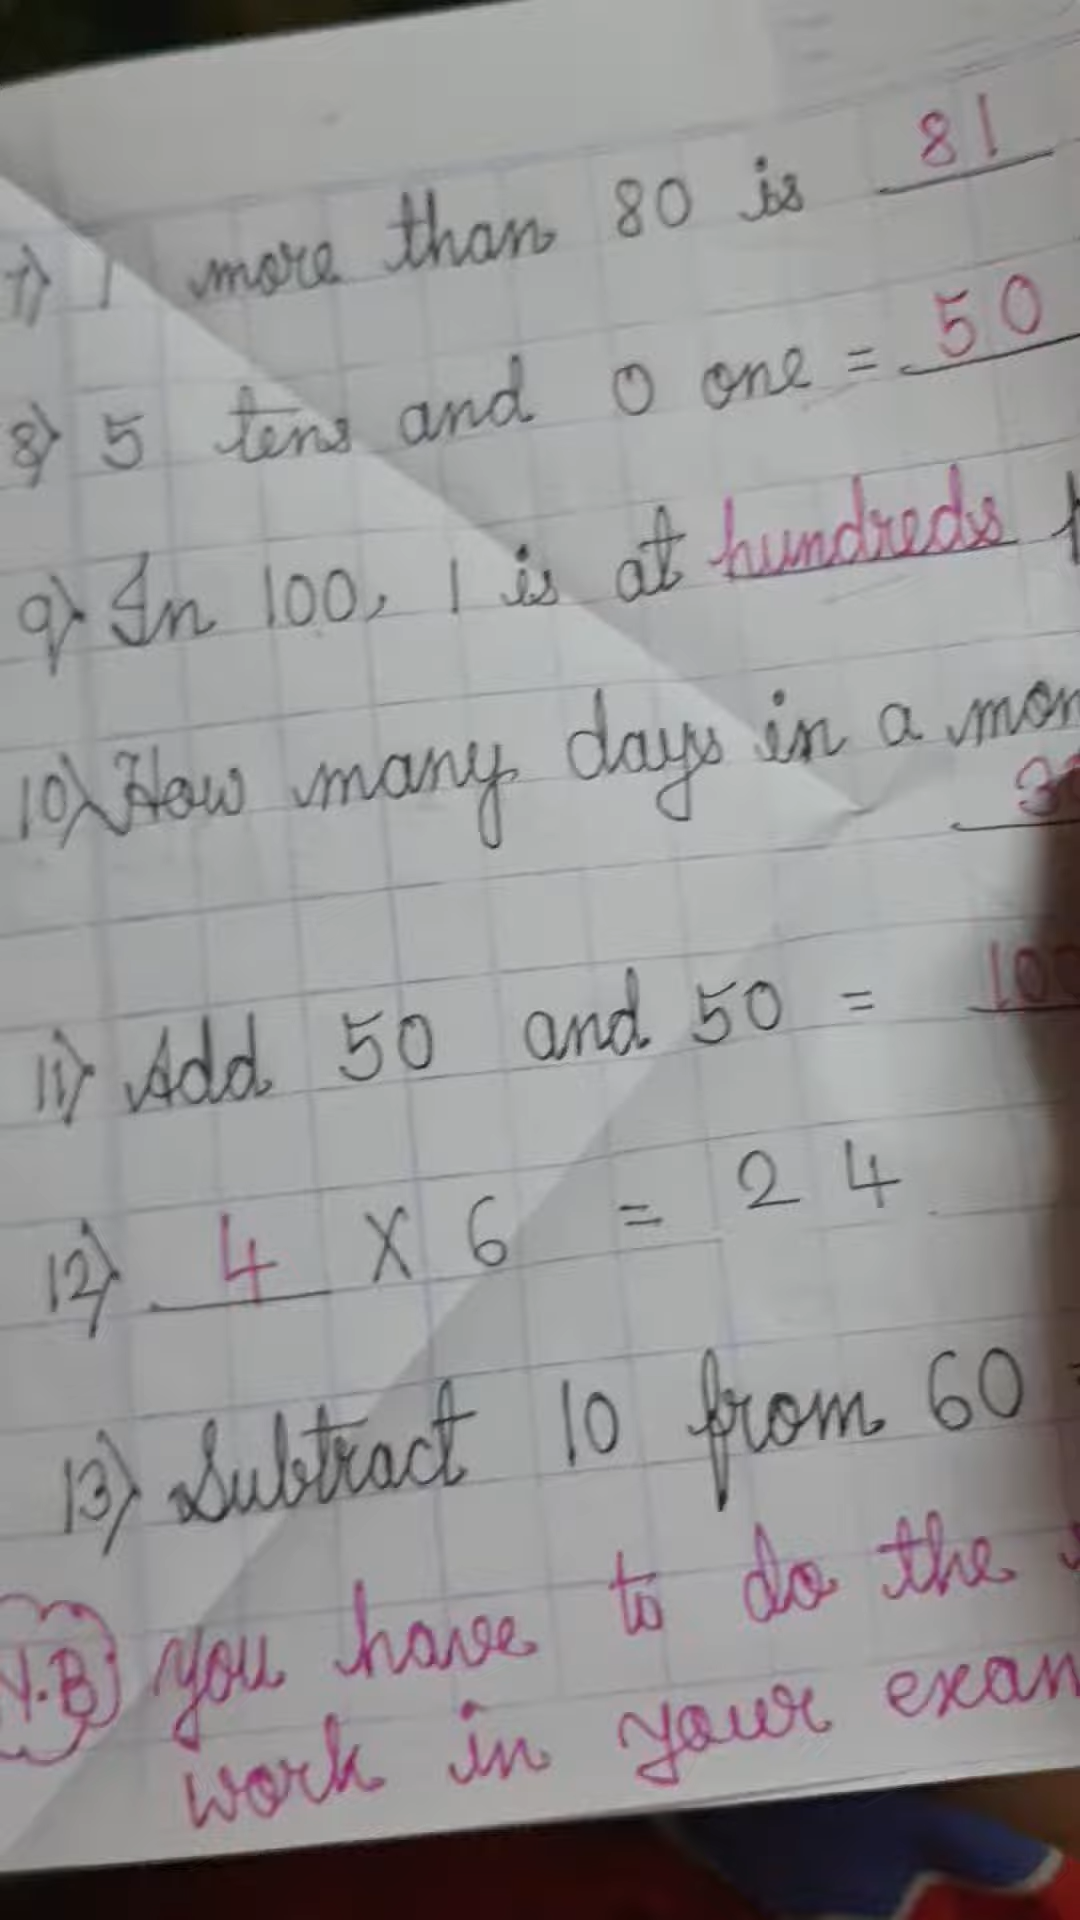 7) 1 more than 80 is 81
8) 5 tens and 0 one = 50
9) In 100, 1 is at hundreds
10) How many days in a
11) Add 50 and 50 = 100
12) 4 X 6 = 24
13) Subtract 10 from 60
N.B) you have to do the
work in your